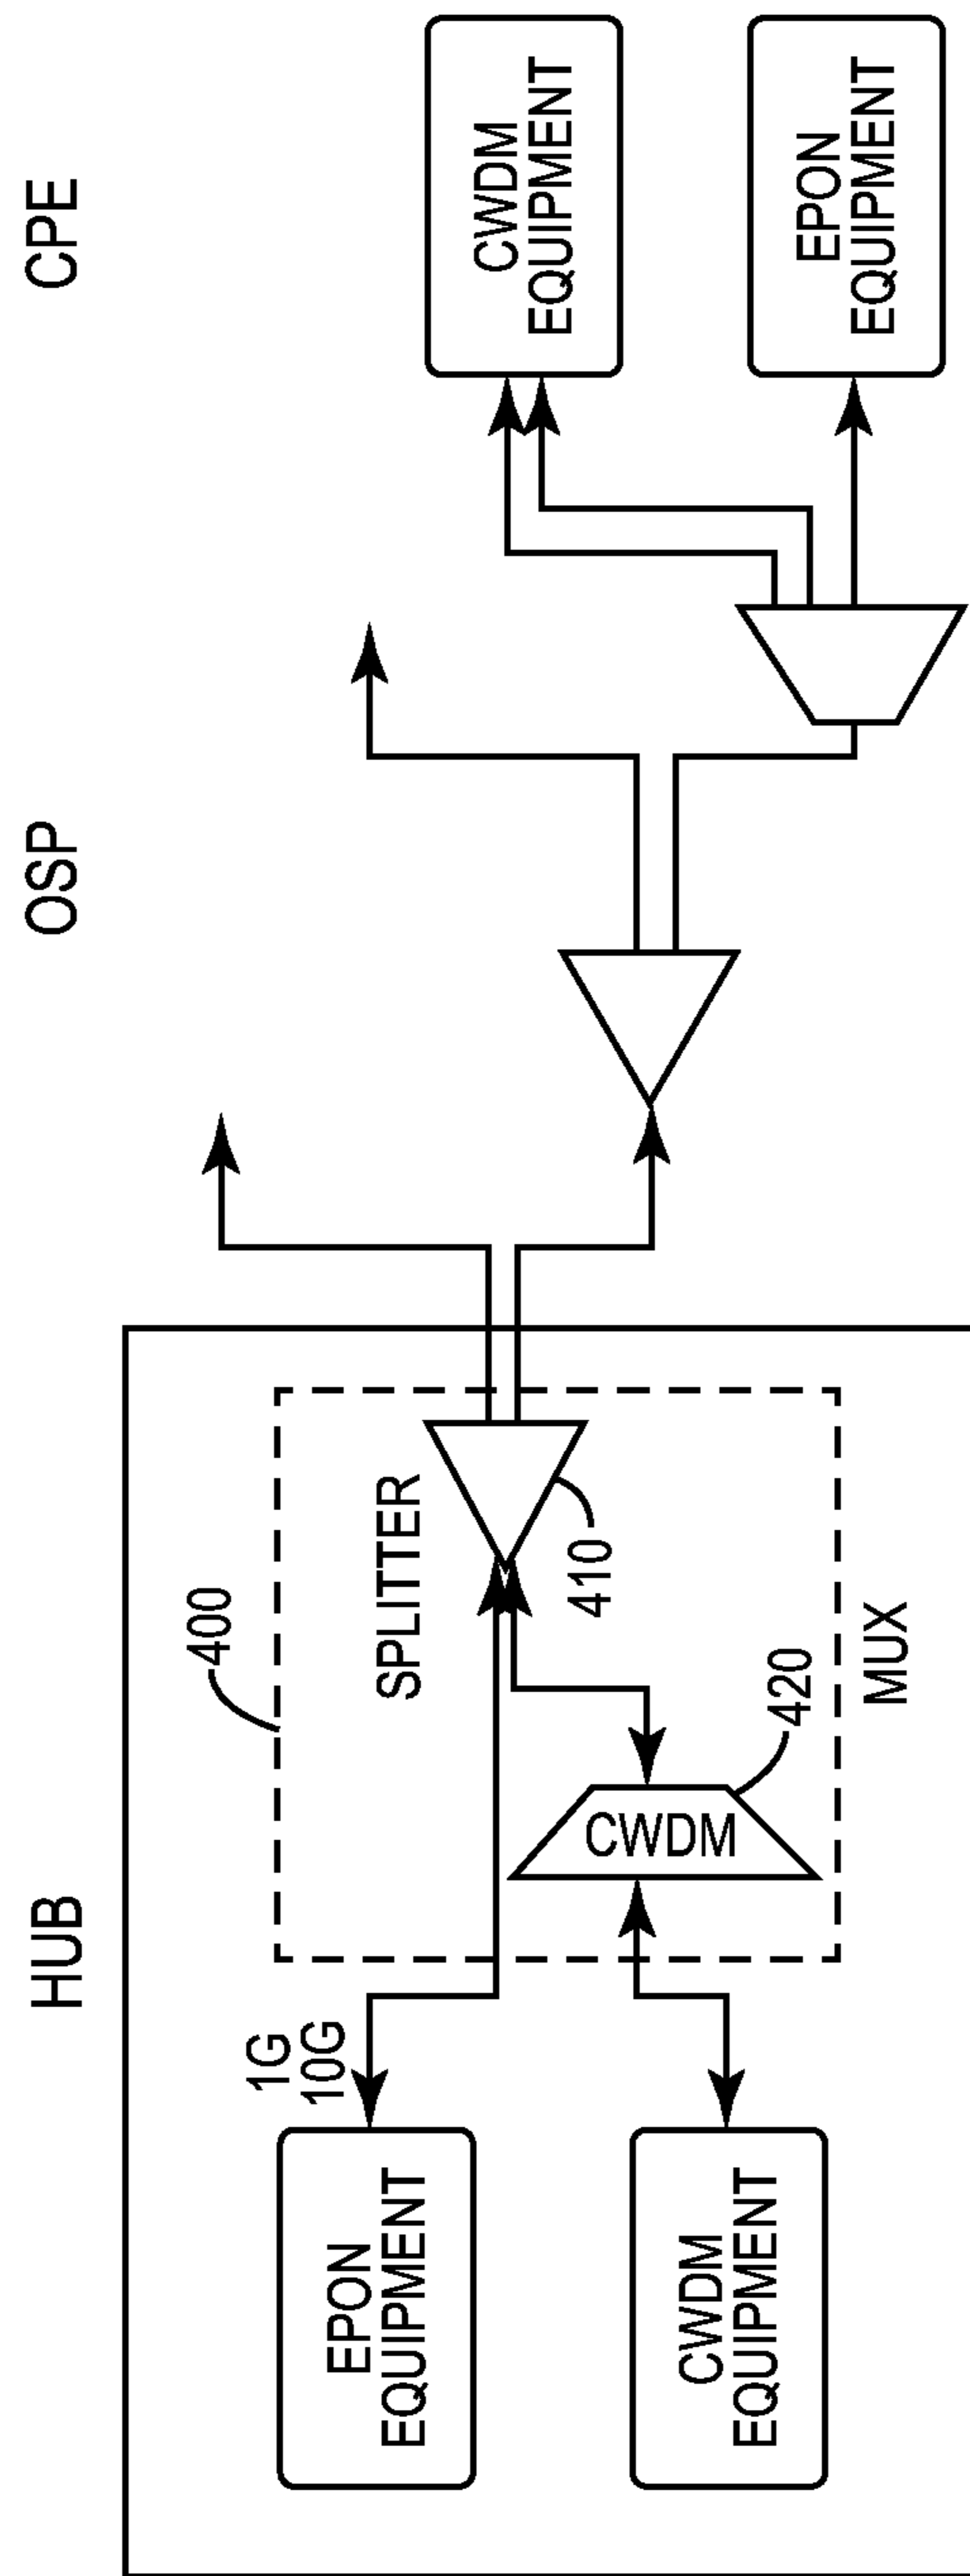 HUB
OSP
CPE
EPON
EQUIPMENT
1G
10G
400
SPLITTER
410
CWDM
420
MUX
CWDM
EQUIPMENT
CWDM
EQUIPMENT
EPON
EQUIPMENT